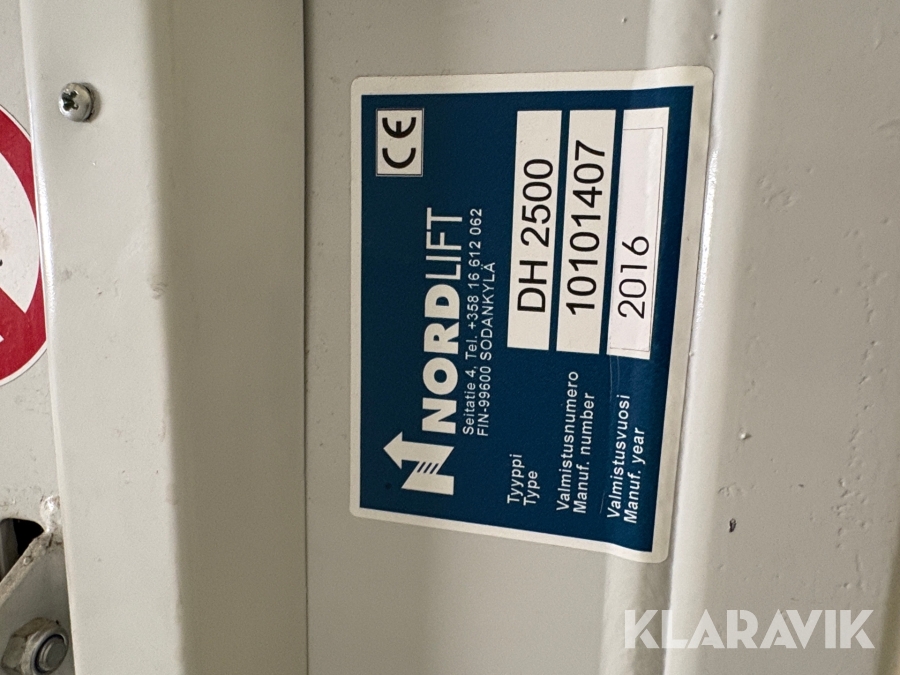 CE
NORDLIFT
Seitatie 4, Tel. +358 16 612 062
FIN-99600 SODANKYLÄ
Tyyppi
Type
DH 2500
Valmistusnumero
Manuf. number
10101407
Valmistusvuosi
Manuf. year
2016
KLARAVIK